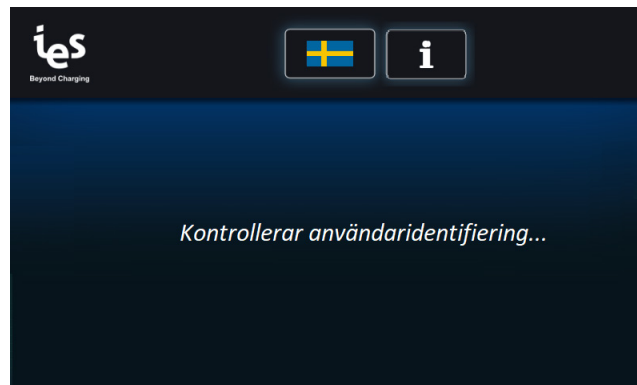 ies
Beyond Charging
i
Kontrollerar användaridentifiering...